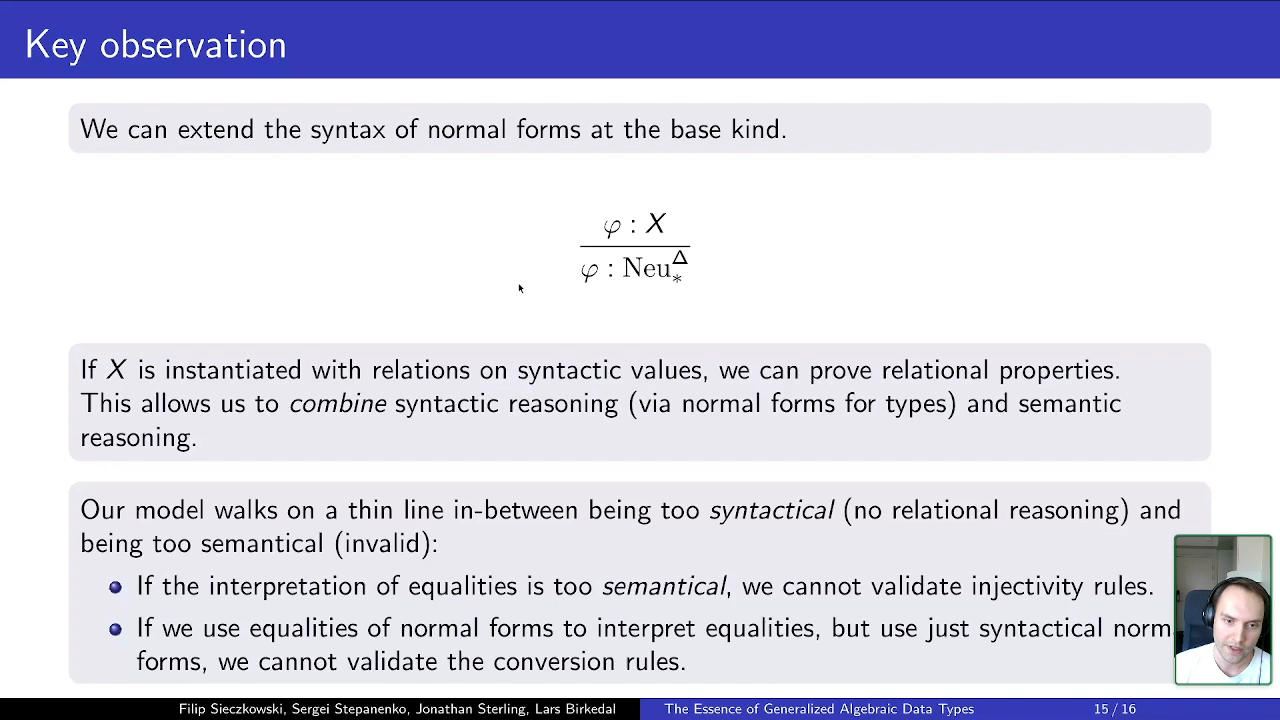 Key observation
We can extend the syntax of normal forms at the base kind.
φ : X
φ : Neu^Δ_*
If X is instantiated with relations on syntactic values, we can prove relational properties.
This allows us to combine syntactic reasoning (via normal forms for types) and semantic
reasoning.
Our model walks on a thin line in-between being too syntactical (no relational reasoning) and
being too semantical (invalid):
If the interpretation of equalities is too semantical, we cannot validate injectivity rules.
If we use equalities of normal forms to interpret equalities, but use just syntactical norm
forms, we cannot validate the conversion rules.
Filip Sieczkowski, Sergei Stepanenko, Jonathan Sterling, Lars Birkedal
The Essence of Generalized Algebraic Data Types
15 / 16